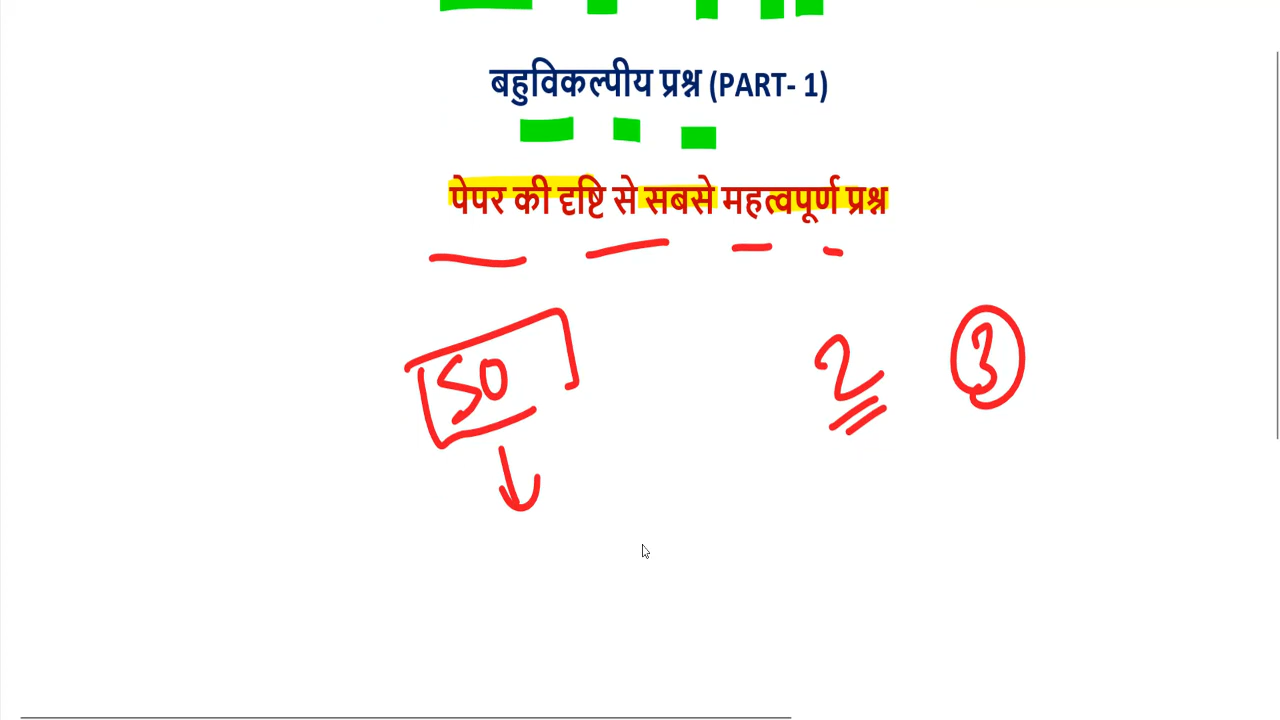 बहुविकल्पीय प्रश्न (PART- 1)
पेपर की दृष्टि से सबसे महत्वपूर्ण प्रश्न
50 2 3